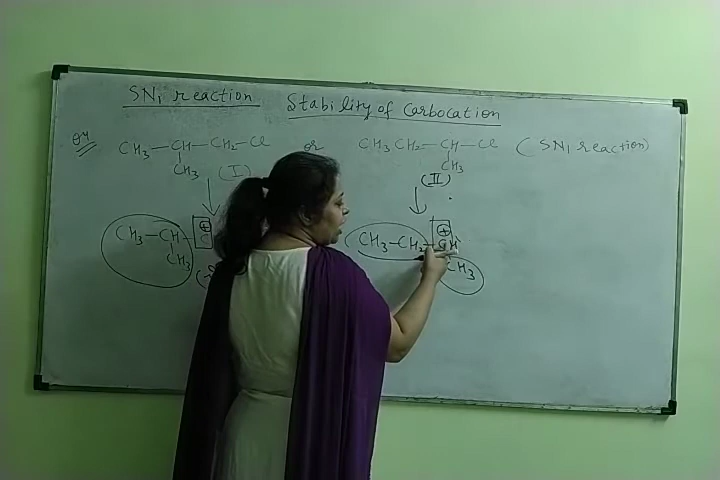 SN1 reaction Stability of Carbocation
CH3—CH—CH2—Cl or CH3CH2—CH—Cl (SN1 reaction)
CH3 (I) CH3
(II)
CH3—CH—C⊕ CH3—CH2—C⊕H
CH3 CH3